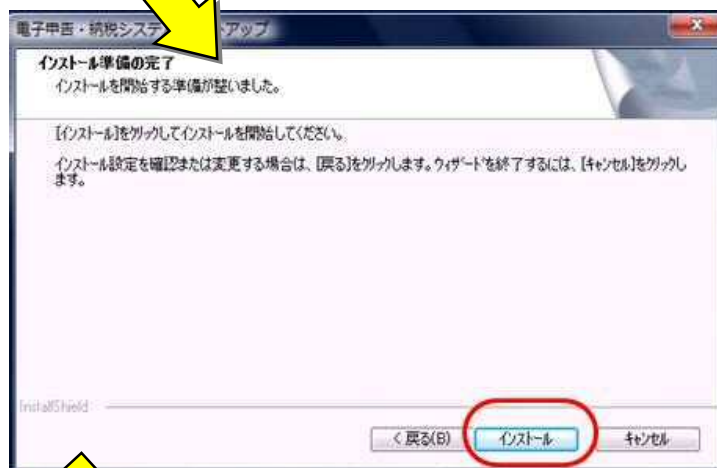 電子申告・納税システ
アップ
インストール準備の完了
インストールを開始する準備が整いました。
[インストール]をクリックしてインストールを開始してください。
インストール設定を確認または変更する場合は、[戻る]をクリックします。ウィザードを終了するには、[キャンセル]をクリックし
ます。
InstallShield
< 戻る(B)
インストール
キャンセル